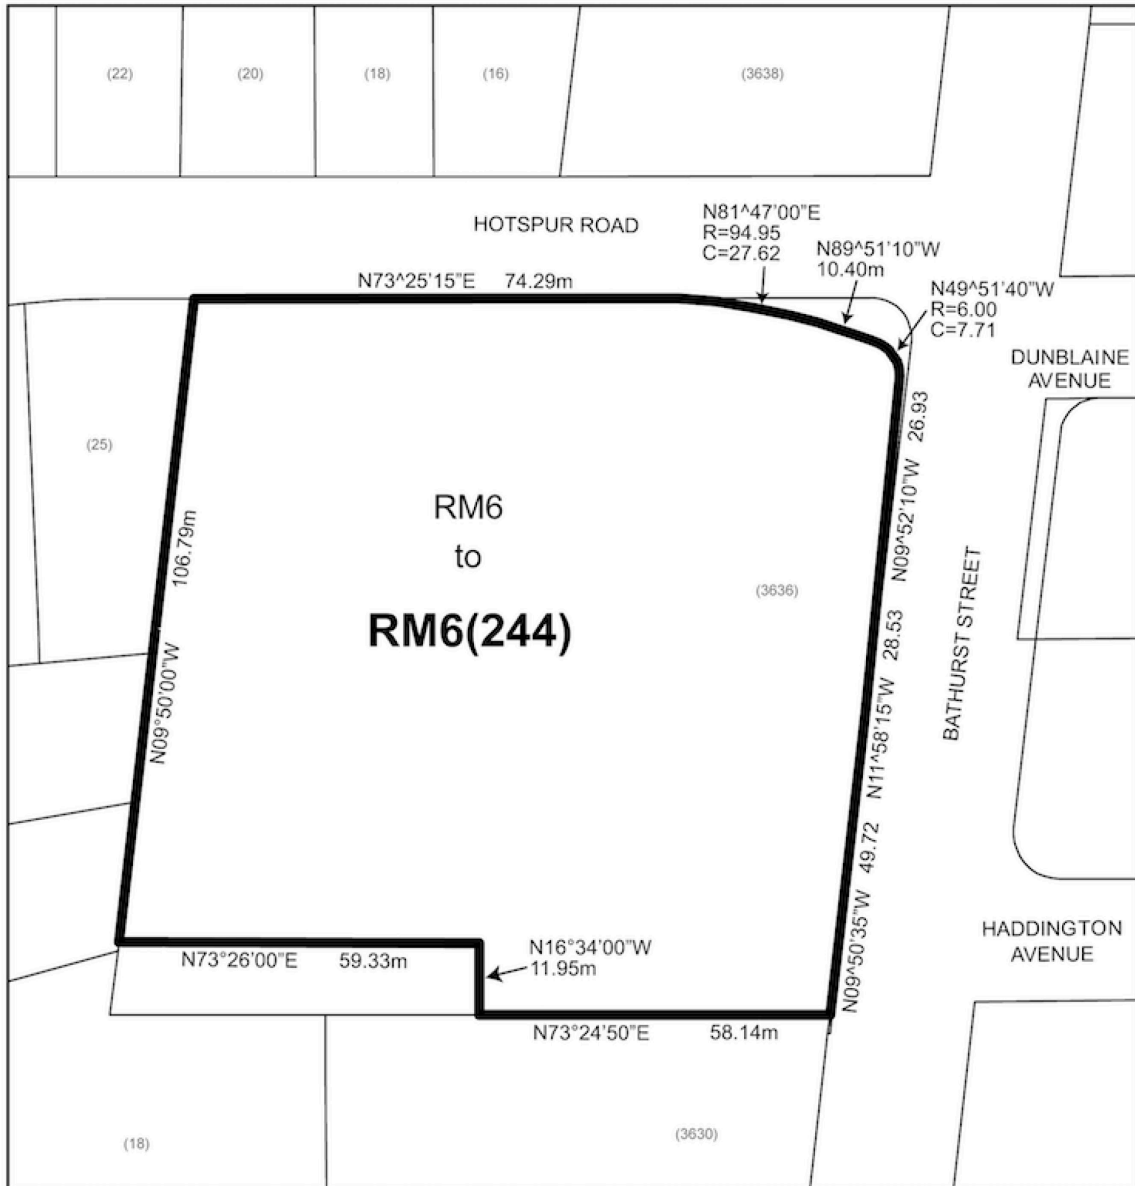 (22)
(20)
(18)
(16)
(3638)
HOTSPUR ROAD
N81^47'00"E
R=94.95
C=27.62
N89^51'10"W
10.40m
N73^25'15"E 74.29m
N49^51'40"W
R=6.00
C=7.71
DUNBLAINE
AVENUE
(25)
N09°50'00"W 106.79m
RM6
to
RM6(244)
(3636)
N09^52'10"W 26.93
N11^58'15"W 28.53
N09^50'35"W 49.72
BATHURST STREET
HADDINGTON
AVENUE
N73°26'00"E 59.33m
N16°34'00"W
11.95m
N73°24'50"E 58.14m
(18)
(3630)